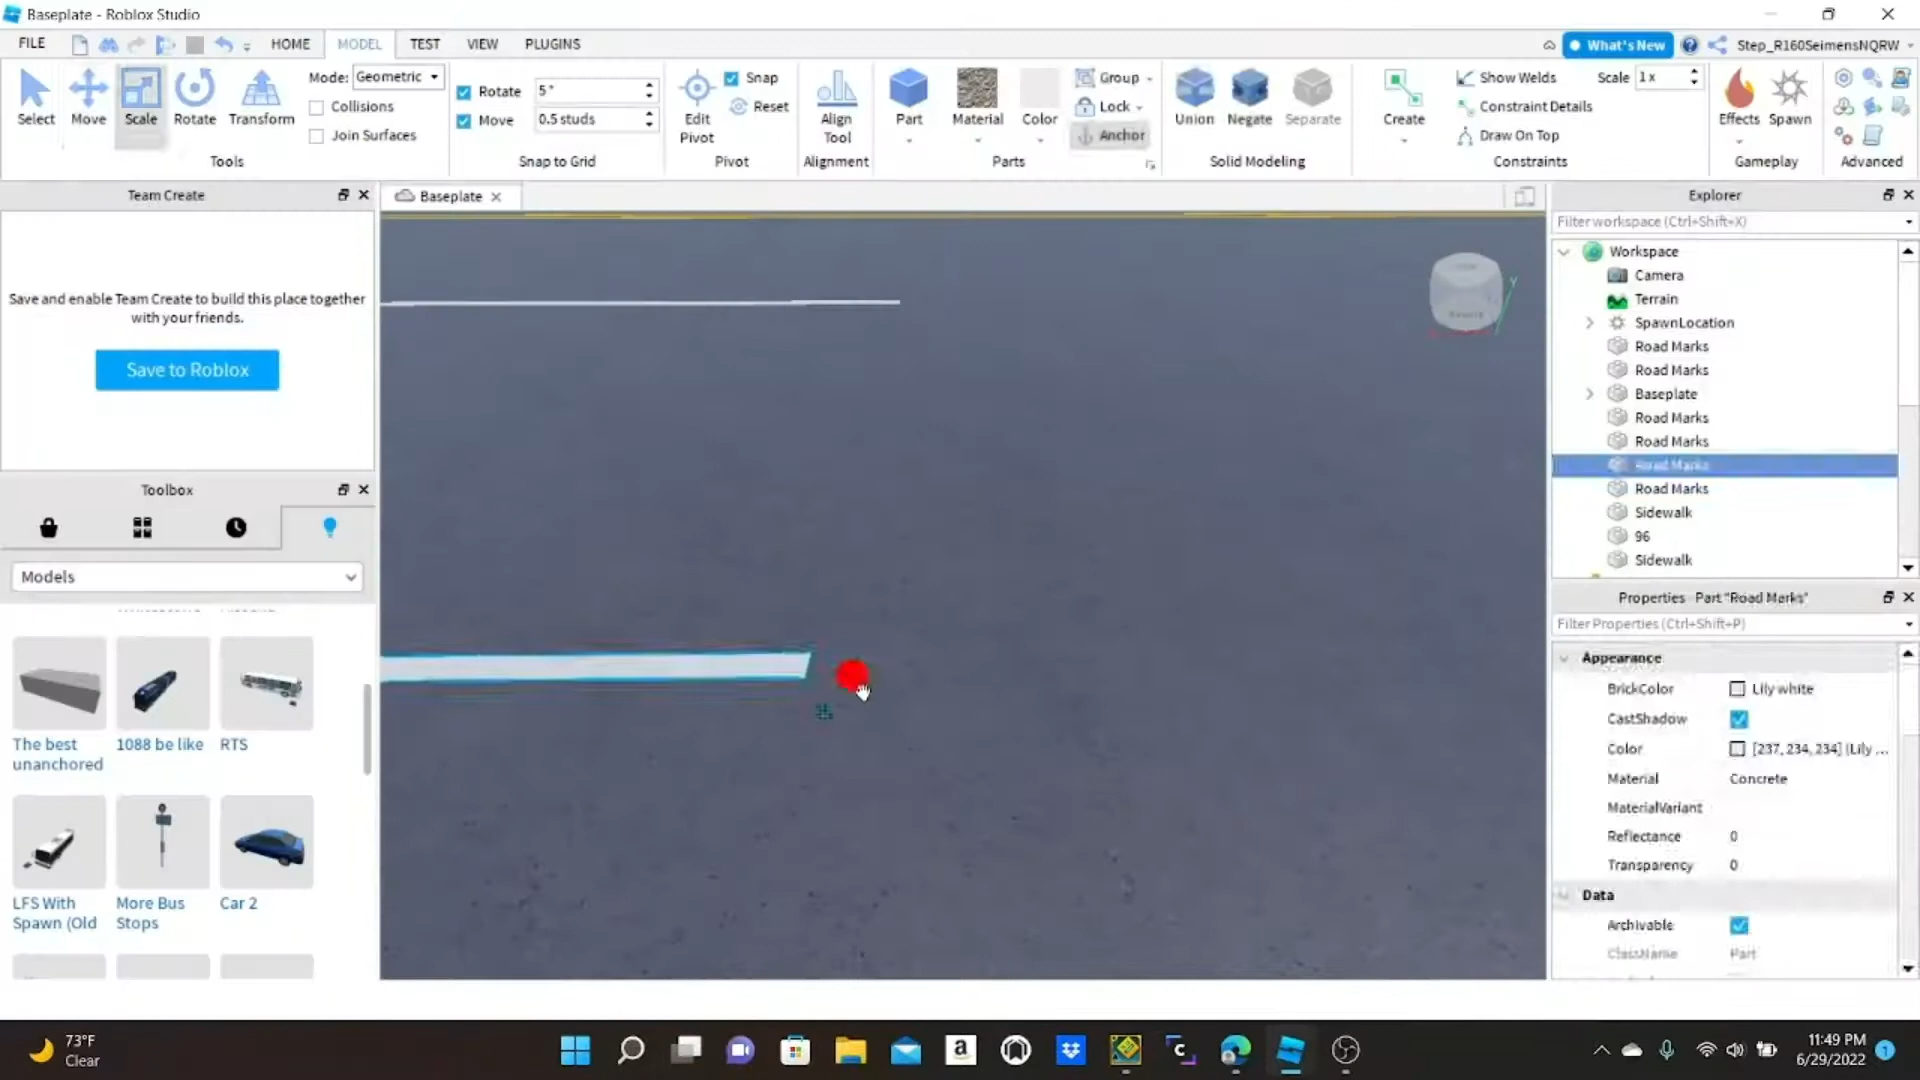 Baseplate - Roblox Studio
FILE HOME MODEL TEST VIEW PLUGINS What's New Step_R160SeimensNQRW
Select Move Scale Rotate Transform
Tools
Mode: Geometric
Collisions
Join Surfaces
Rotate 5°
Move 0.5 studs
Snap to Grid
Edit Pivot
Snap
Reset
Pivot
Align Tool
Alignment
Part Material Color
Group
Lock
Anchor
Parts
Union Negate Separate
Solid Modeling
Create
Show Welds
Constraint Details
Draw On Top
Scale 1 x
Constraints
Effects Spawn
Gameplay
Advanced
Team Create
Save and enable Team Create to build this place together
with your friends.
Save to Roblox
Toolbox
Models
The best
unanchored
1088 be like
RTS
LFS With
Spawn (Old
More Bus
Stops
Car 2
Baseplate
Y
Explorer
Filter workspace (Ctrl+Shift+X)
Workspace
Camera
Terrain
SpawnLocation
Road Marks
Road Marks
Baseplate
Road Marks
Road Marks
Road Marks
Road Marks
Sidewalk
96
Sidewalk
Properties - Part "Road Marks"
Filter Properties (Ctrl+Shift+P)
Appearance
BrickColor Lily white
CastShadow
Color [237, 234, 234] (Lily ...
Material Concrete
MaterialVariant
Reflectance 0
Transparency 0
Data
Archivable
ClassName Part
73°F
Clear
11:49 PM
6/29/2022
1